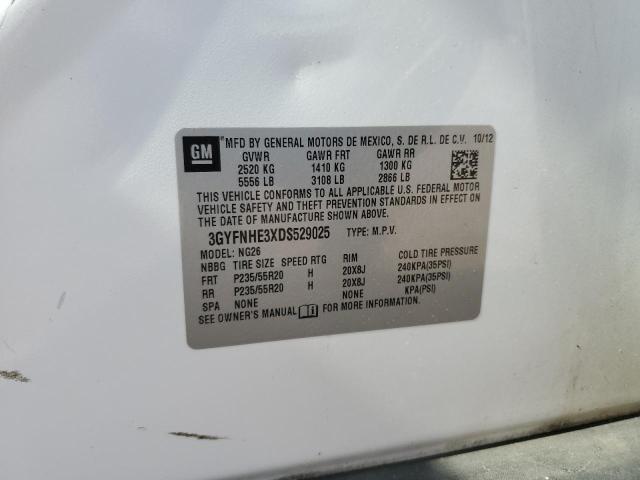 GM
*MFD BY GENERAL MOTORS DE MEXICO, S. DE R.L. DE C.V. 10/12
GVWR GAWR FRT GAWR RR
2520 KG 1410 KG 1300 KG
5556 LB 3108 LB 2866 LB
THIS VEHICLE CONFORMS TO ALL APPLICABLE U.S. FEDERAL MOTOR
VEHICLE SAFETY AND THEFT PREVENTION STANDARDS IN EFFECT ON
THE DATE OF MANUFACTURE SHOWN ABOVE.*
3GYFNHE3XDS529025 TYPE: M.P.V.
MODEL: NG26
NBBG TIRE SIZE SPEED RTG RIM COLD TIRE PRESSURE
FRT P235/55R20 H 20X8J 240KPA(35PSI)
RR P235/55R20 H 20X8J 240KPA(35PSI)
SPA NONE NONE KPA(PSI)
SEE OWNER'S MANUAL FOR MORE INFORMATION.